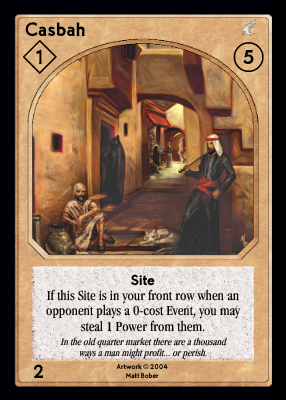 Casbah
1
5
Site
If this Site is in your front row when an
opponent plays a 0-cost Event, you may
steal 1 Power from them.
In the old quarter market there are a thousand
ways a man might profit... or perish.
2
Artwork © 2004
Matt Bober